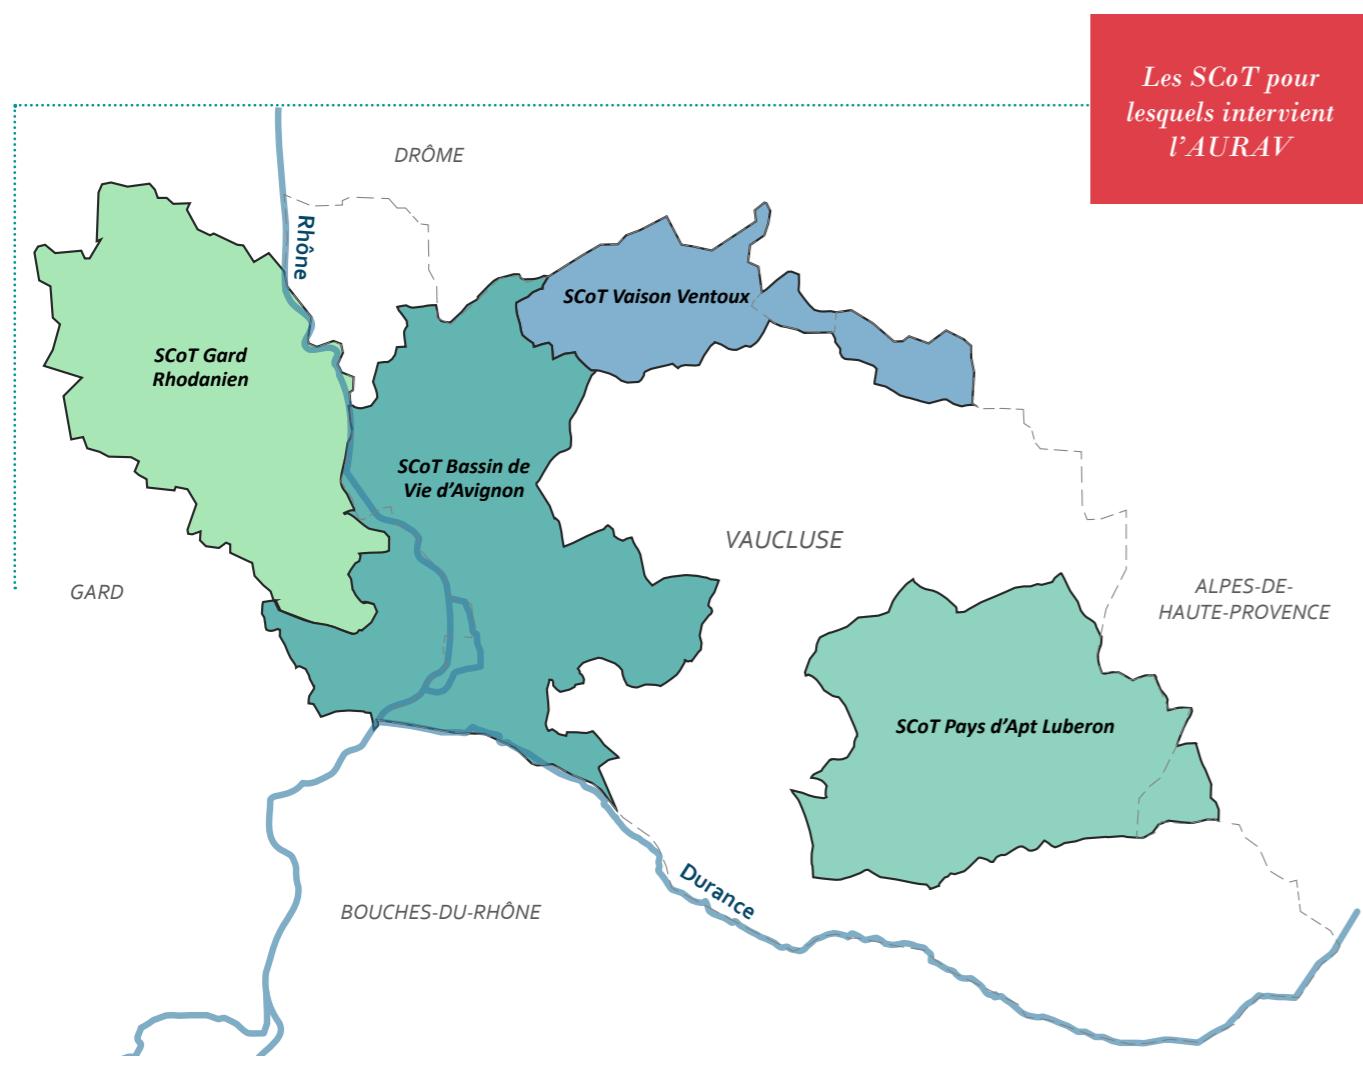 Les SCoT pour
lesquels intervient
l'AURAV
DRÔME
Rhône
SCoT Vaison Ventoux
SCoT Gard
Rhodanien
SCoT Bassin de
Vie d'Avignon
VAUCLUSE
GARD
ALPES-DE-
HAUTE-PROVENCE
SCoT Pays d'Apt Luberon
Durance
BOUCHES-DU-RHÔNE